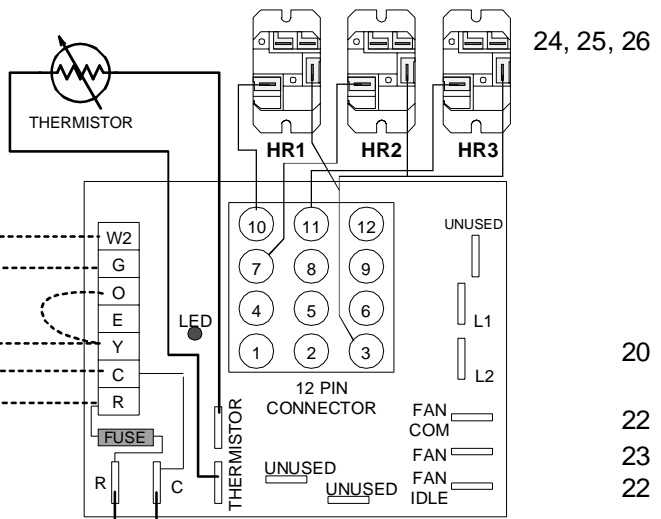 24, 25, 26
THERMISTOR
HR1 HR2 HR3
10 11 12
UNUSED
W2
G
7 8 9
O
E
4 5 6
LED
L1
Y
1 2 3
20
C
L2
12 PIN
CONNECTOR
R
FAN
COM
22
FUSE
THERMISTOR
FAN
23
UNUSED
FAN
IDLE
22
R C
UNUSED